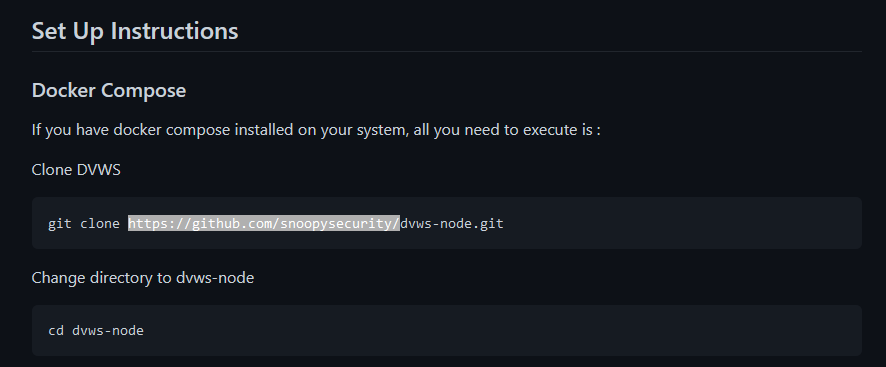 Set Up Instructions
Docker Compose
If you have docker compose installed on your system, all you need to execute is :
Clone DVWS
git clone https://github.com/snoopysecurity/dvws-node.git
Change directory to dvws-node
cd dvws-node